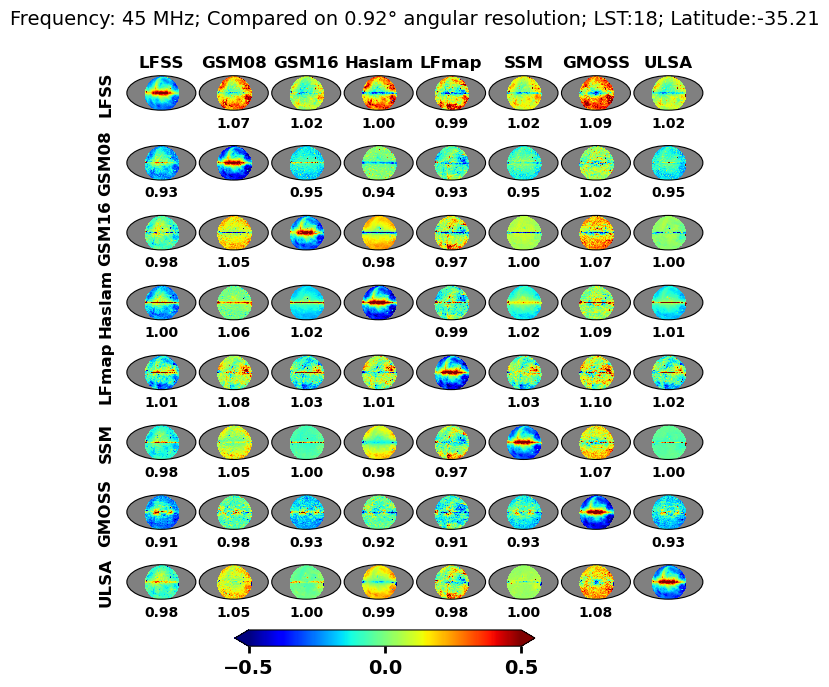 Frequency: 45 MHz; Compared on 0.92° angular resolution; LST:18; Latitude:-35.21
LFSS GSM08 GSM16 Haslam LFmap SSM GMOSS ULSA
LFSS
1.07 1.02 1.00 0.99 1.02 1.09 1.02
GSM08
0.93 0.95 0.94 0.93 0.95 1.02 0.95
GSM16
0.98 1.05 0.98 0.97 1.00 1.07 1.00
Haslam
1.00 1.06 1.02 0.99 1.02 1.09 1.01
LFmap
1.01 1.08 1.03 1.01 1.03 1.10 1.02
SSM
0.98 1.05 1.00 0.98 0.97 1.07 1.00
GMOSS
0.91 0.98 0.93 0.92 0.91 0.93 0.93
ULSA
0.98 1.05 1.00 0.99 0.98 1.00 1.08
−0.5 0.0 0.5